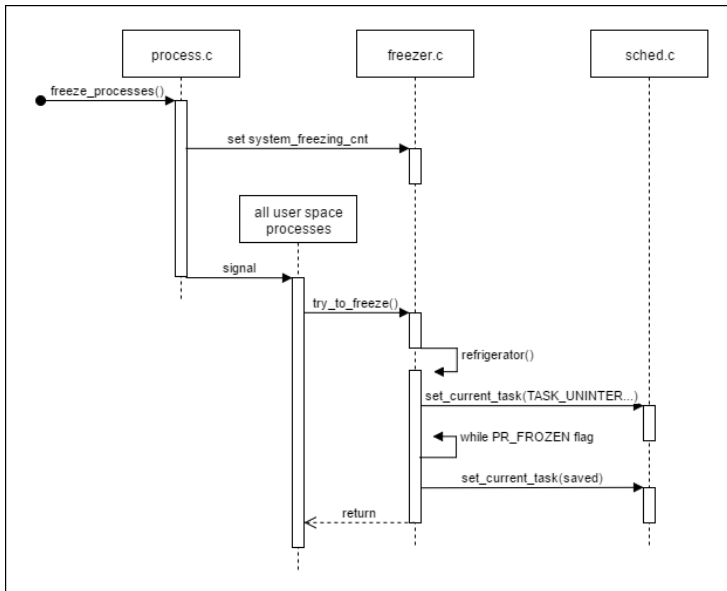 process.c
freezer.c
sched.c
freeze_processes()
set system_freezing_cnt
all user space
processes
signal
try_to_freeze()
refrigerator()
set_current_task(TASK_UNINTER...)
while PR_FROZEN flag
set_current_task(saved)
return